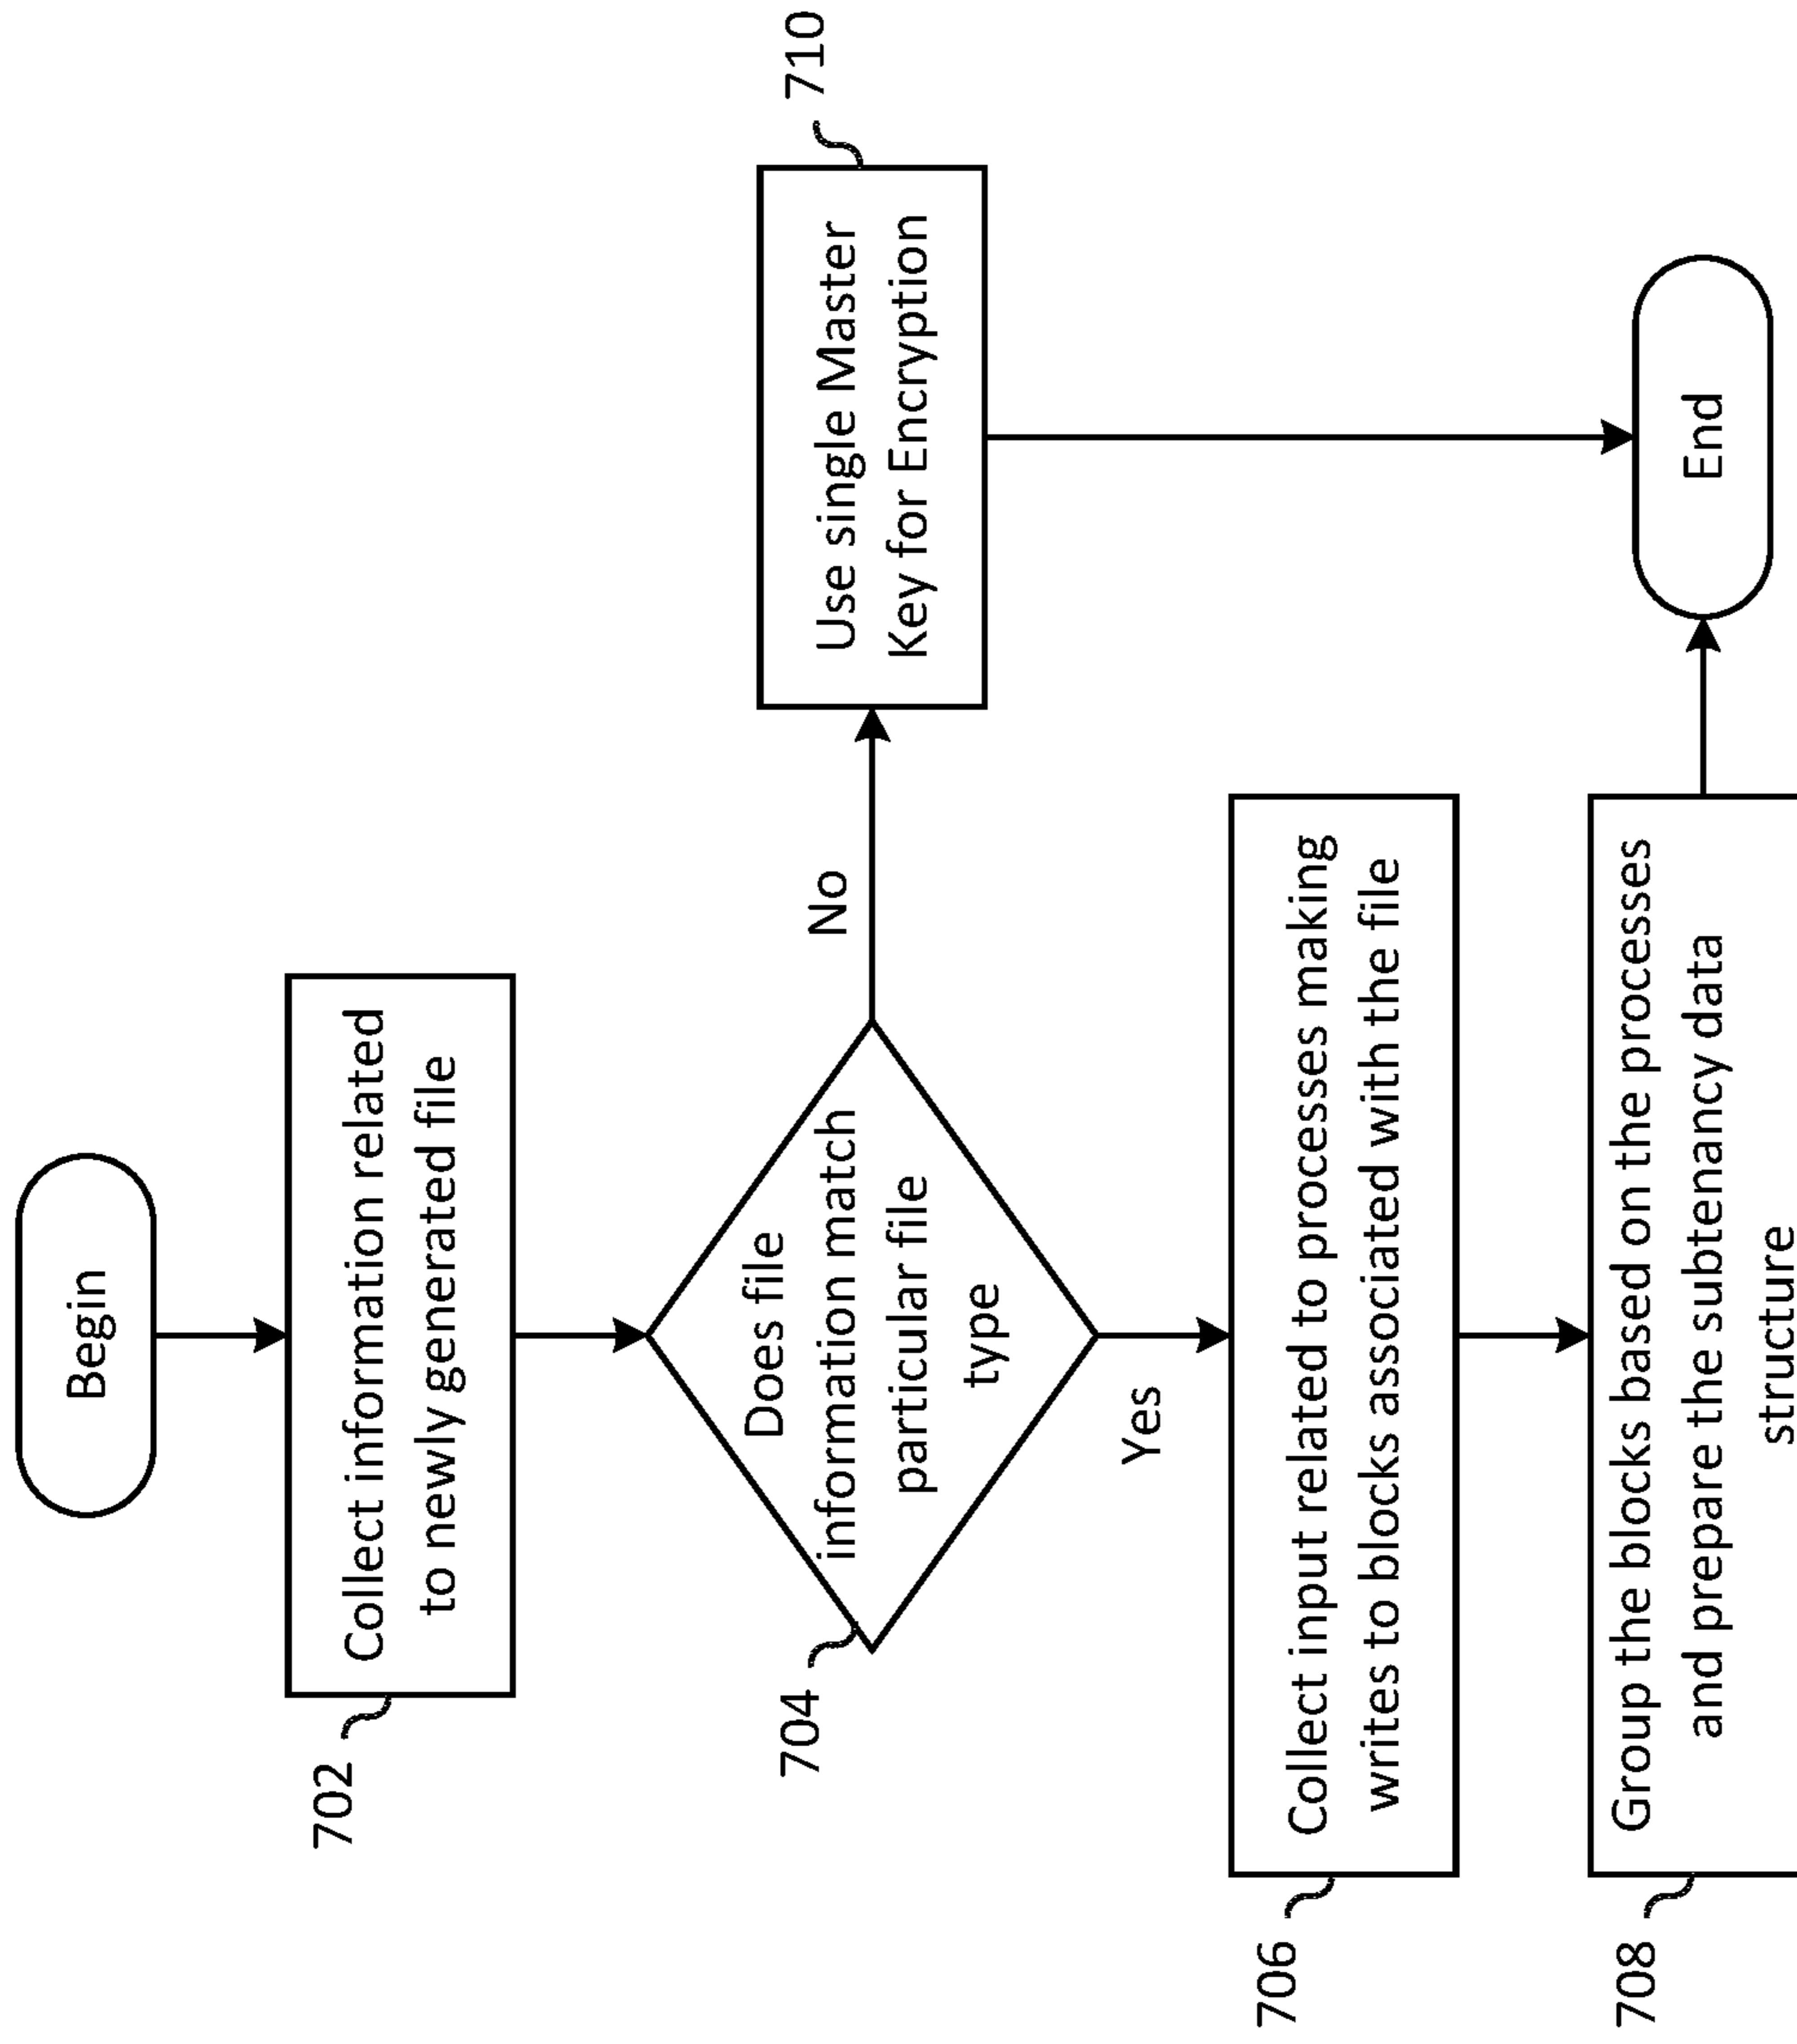 Begin
702
Collect information related
to newly generated file
704
Does file
information match
particular file
type
No
710
Use single Master
Key for Encryption
Yes
706
Collect input related to processes making
writes to blocks associated with the file
708
Group the blocks based on the processes
and prepare the subtenancy data
structure
End